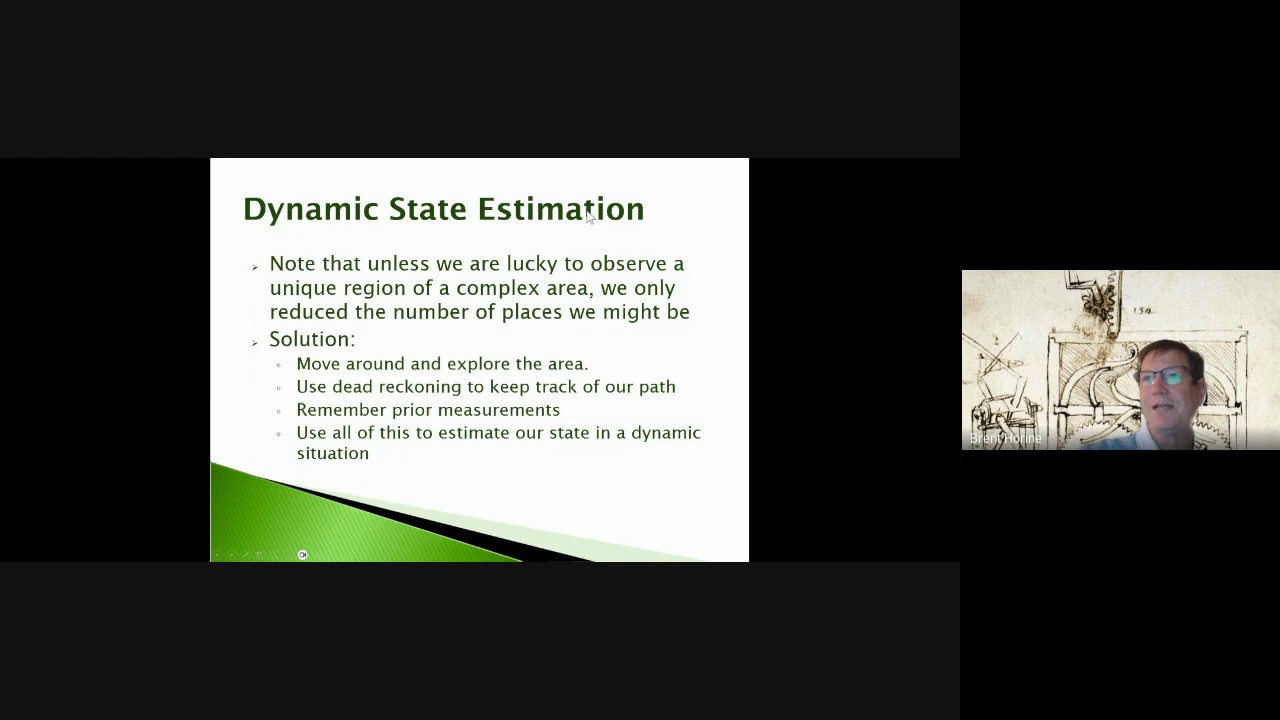 Dynamic State Estimation
Note that unless we are lucky to observe a
unique region of a complex area, we only
reduced the number of places we might be
Solution:
Move around and explore the area.
Use dead reckoning to keep track of our path
Remember prior measurements
Use all of this to estimate our state in a dynamic
situation
Brent Horine